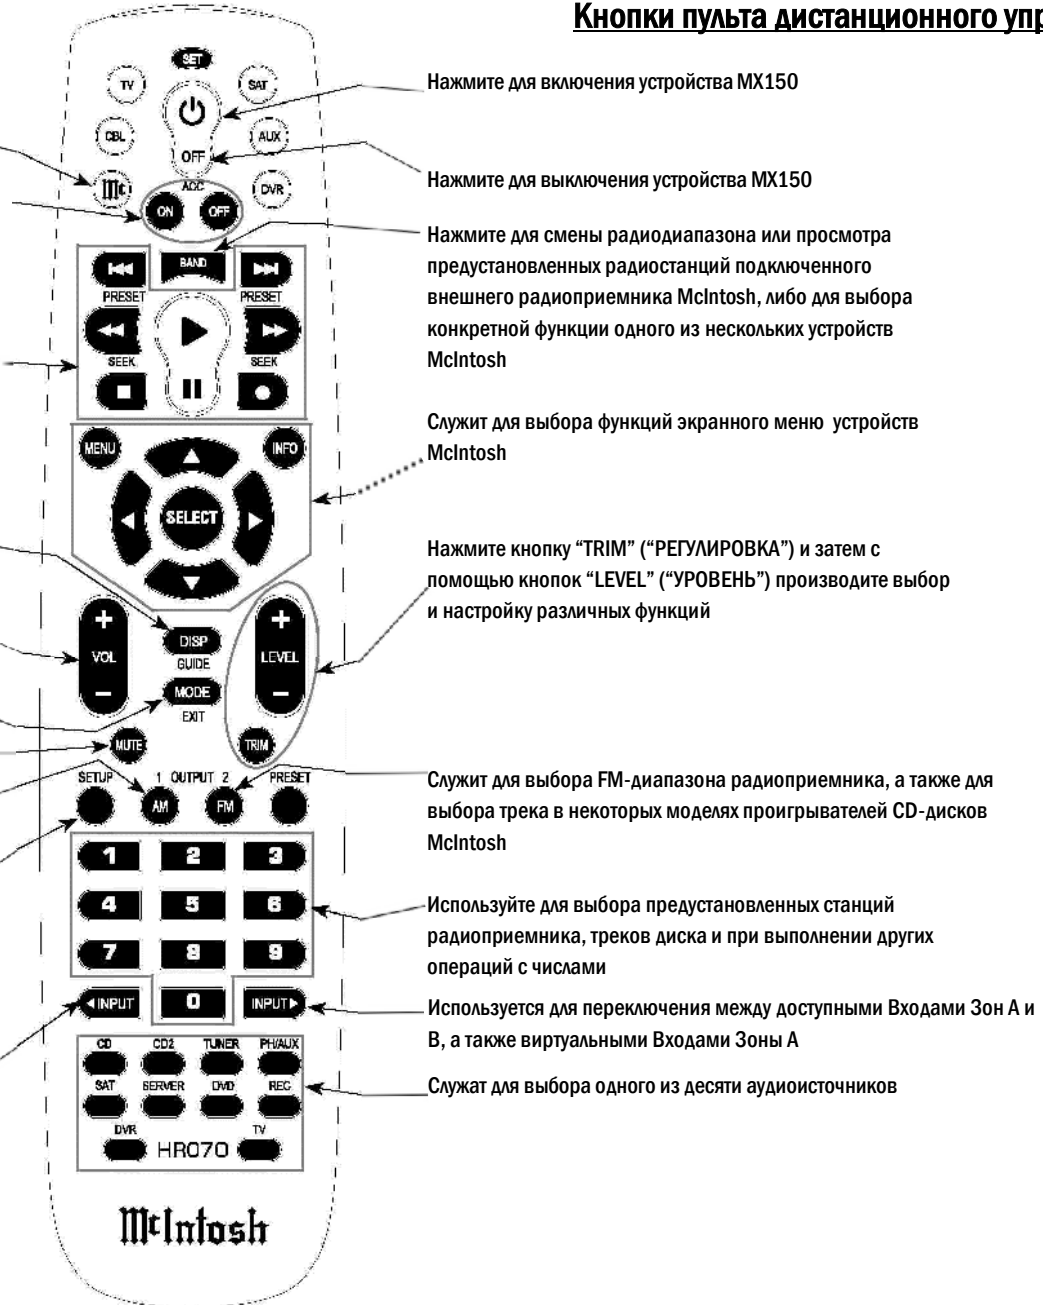 Кнопки пульта дистанционного упр
SET
TV
SAT
Нажмите для включения устройства MX150
CBL
AUX
OFF
Нажмите для выключения устройства MX150
Mc
ACC
DVR
ON
OFF
Нажмите для смены радиодиапазона или просмотра
предустановленных радиостанций подключенного
внешнего радиоприемника McIntosh, либо для выбора
конкретной функции одного из нескольких устройств
McIntosh
BAND
PRESET
PRESET
SEEK
SEEK
Служит для выбора функций экранного меню устройств
McIntosh
MENU
INFO
SELECT
Нажмите кнопку “TRIM” (“РЕГУЛИРОВКА”) и затем с
помощью кнопок “LEVEL” (“УРОВЕНЬ”) производите выбор
и настройку различных функций
+
VOL
−
DISP
GUIDE
MODE
EXIT
+
LEVEL
−
MUTE
TRIM
SETUP
1 OUTPUT 2
PRESET
AM
FM
Служит для выбора FM-диапазона радиоприемника, а также для
выбора трека в некоторых моделях проигрывателей CD-дисков
McIntosh
1
2
3
4
5
6
7
8
9
Используйте для выбора предустановленных станций
радиоприемника, треков диска и при выполнении других
операций с числами
INPUT
0
INPUT
Используется для переключения между доступными Входами Зон А и
В, а также виртуальными Входами Зоны А
CD
CD2
TUNER
PH/AUX
SAT
SERVER
DVD
REC
Служат для выбора одного из десяти аудиоисточников
DVR
HR070
TV
McIntosh